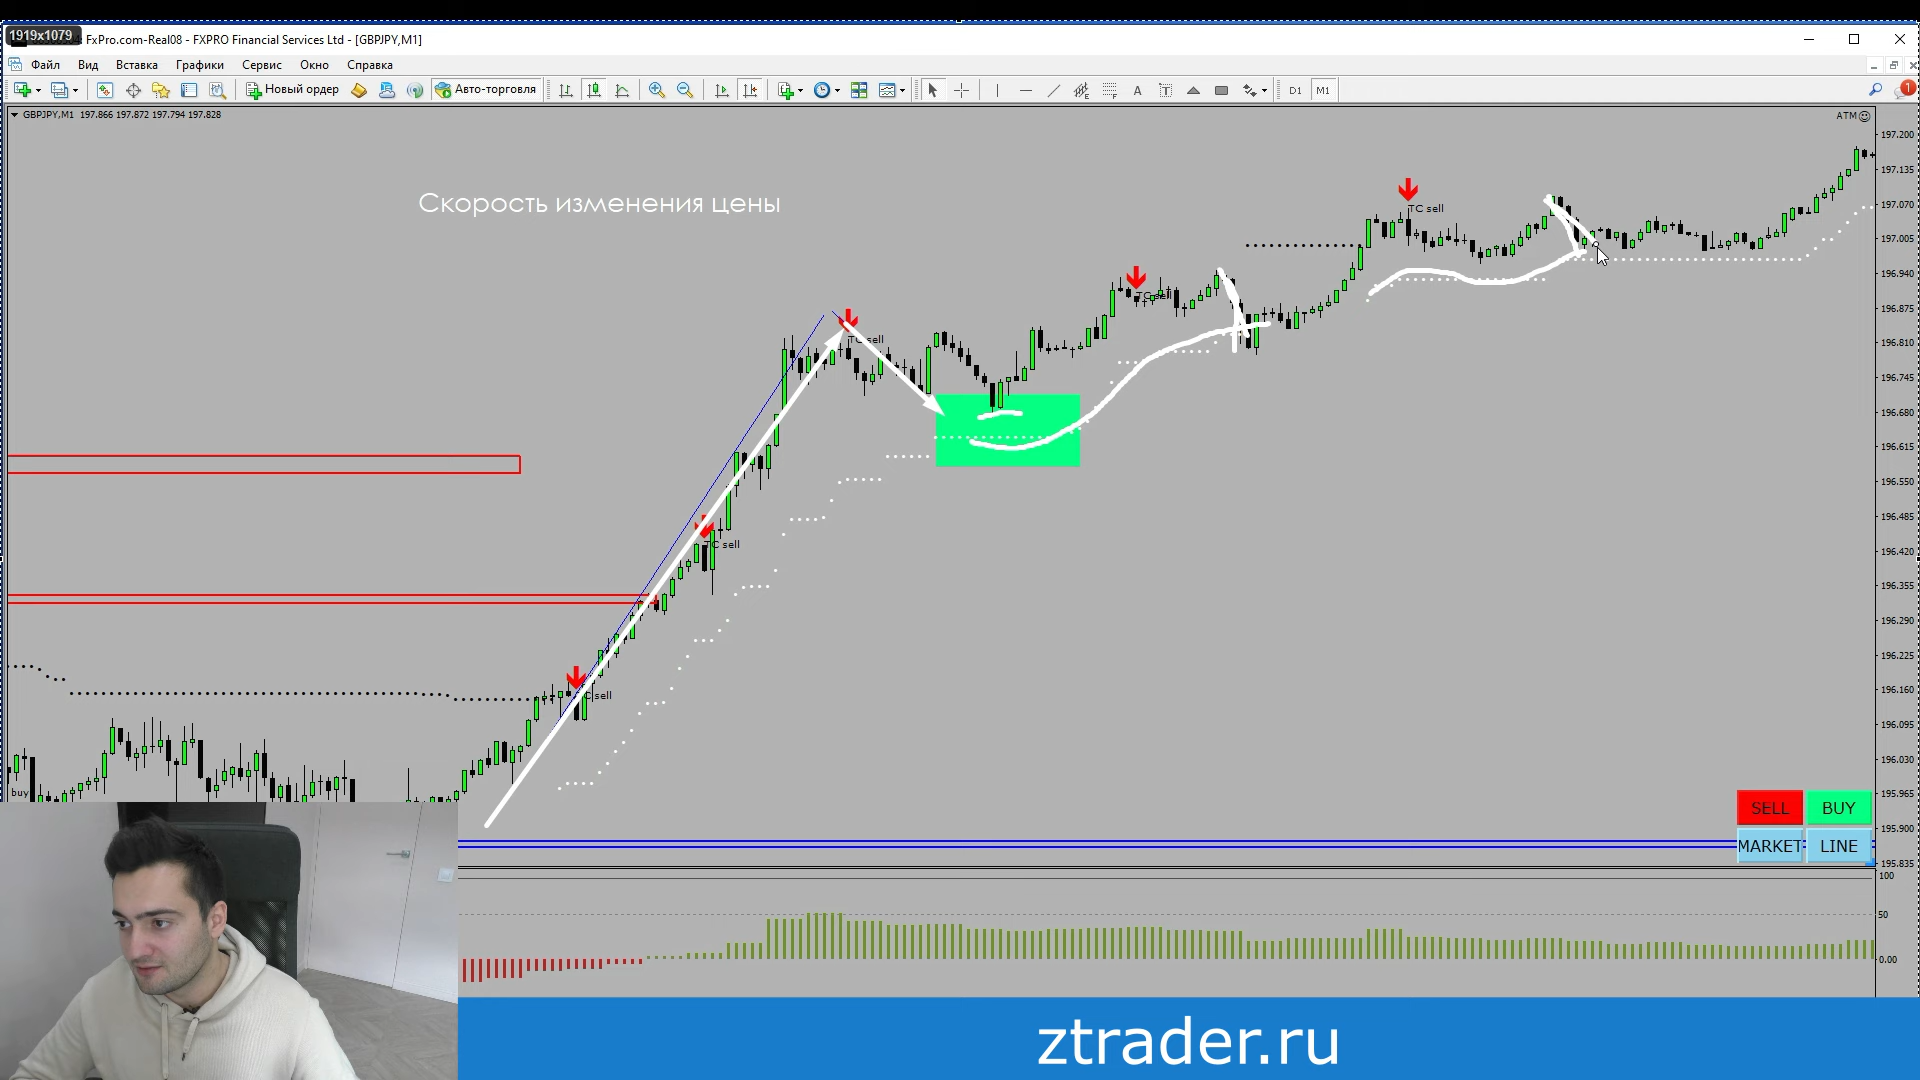 1919x1079
FxPro.com-Real08 - FXPRO Financial Services Ltd - [GBPJPY,M1]
Файл Вид Вставка Графики Сервис Окно Справка
Новый ордер Авто-торговля A T D1 M1 1
GBPJPY,M1 197.866 197.872 197.794 197.828
ATM
197.200
197.135
Скорость изменения цены
197.070
TC sell
197.005
196.940
TC sell
196.875
TC sell
196.810
196.745
196.680
196.615
196.550
196.485
TC sell
196.420
196.355
196.290
196.225
TC sell
196.160
196.095
196.030
buy
195.965
SELL BUY
195.900
MARKET LINE
195.835
100
50
0.00
ztrader.ru